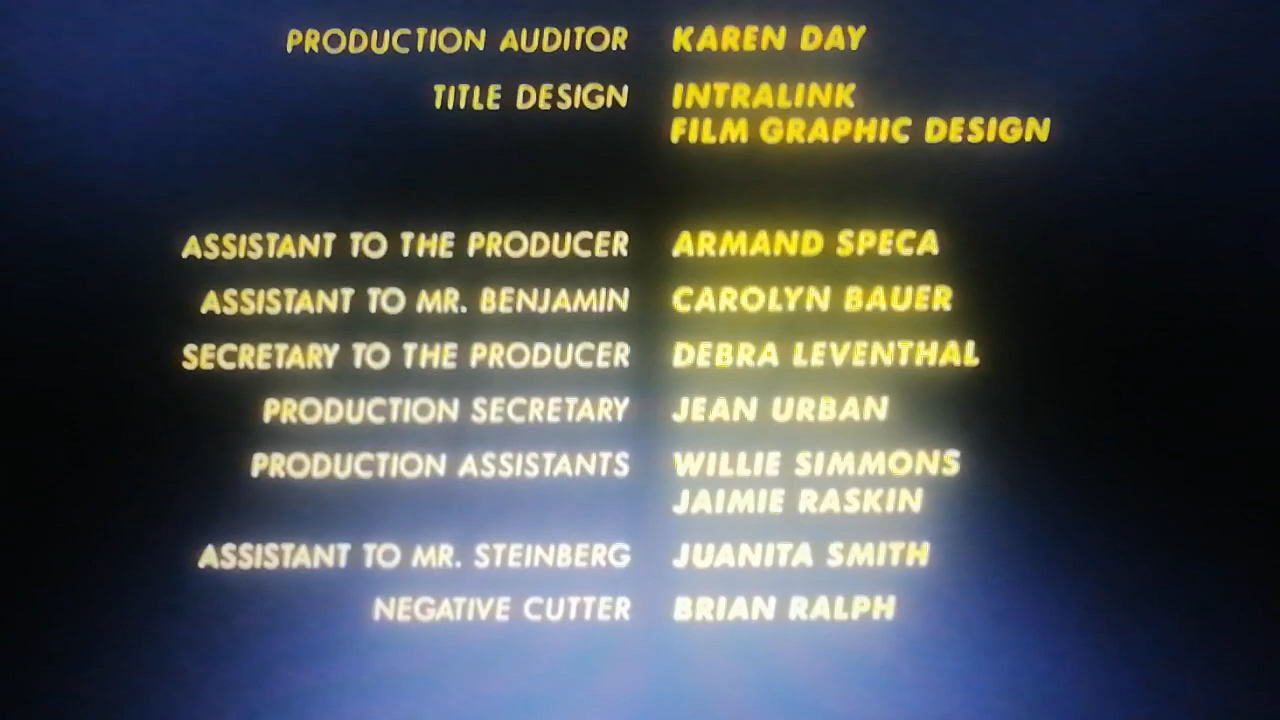 PRODUCTION AUDITOR KAREN DAY
TITLE DESIGN INTRALINK
FILM GRAPHIC DESIGN
ASSISTANT TO THE PRODUCER ARMAND SPECA
ASSISTANT TO MR. BENJAMIN CAROLYN BAUER
SECRETARY TO THE PRODUCER DEBRA LEVENTHAL
PRODUCTION SECRETARY JEAN URBAN
PRODUCTION ASSISTANTS WILLIE SIMMONS
JAIMIE RASKIN
ASSISTANT TO MR. STEINBERG JUANITA SMITH
NEGATIVE CUTTER BRIAN RALPH